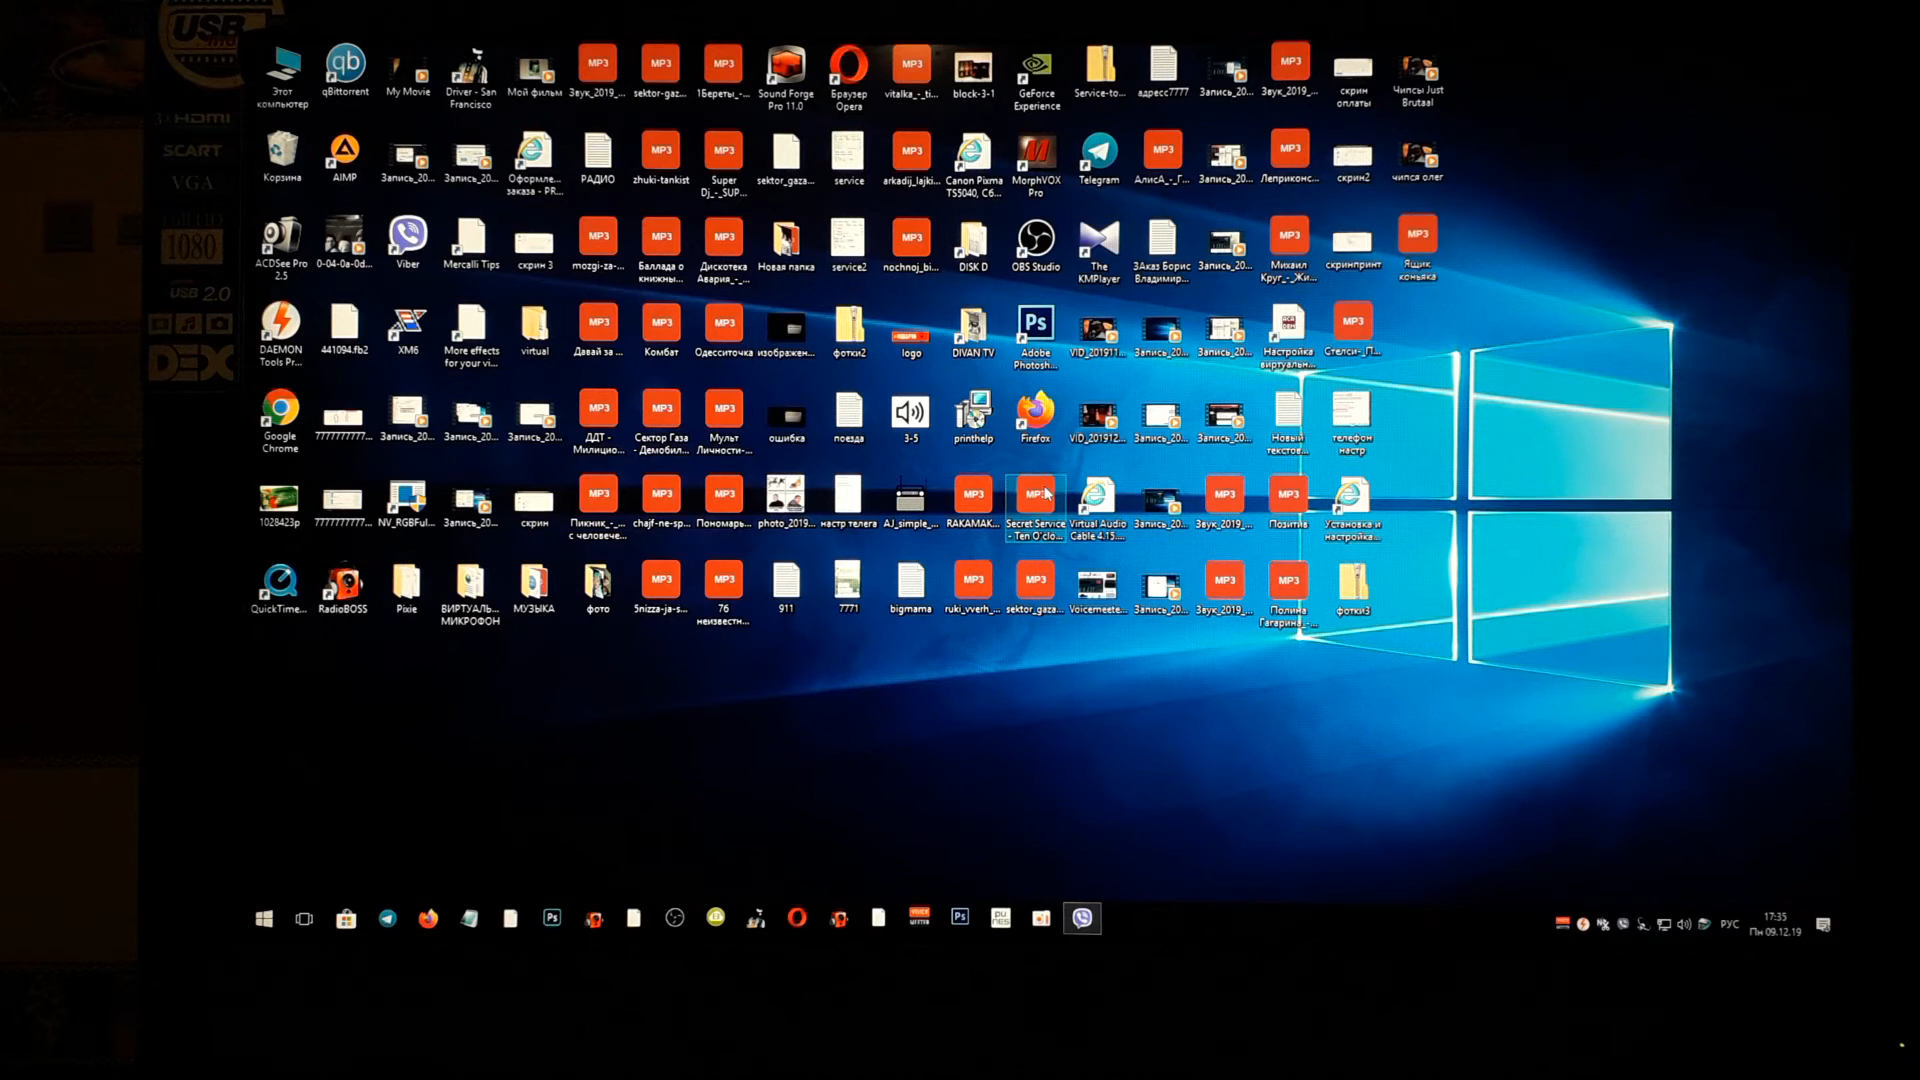 USB
3x HDMI
SCART
VGA
FULL HD
1080
USB 2.0
DEX
Этот компьютер
qBittorrent
My Movie
Driver - San Francisco
Мой фильм
Звук_2019_...
sektor-gaz...
1Береты_-...
Sound Forge Pro 11.0
Браузер Opera
vitalka_-_ti...
block-3-1
GeForce Experience
Service-to...
адресс7777
Запись_20...
Звук_2019_...
скрин оплаты
Чипсы Just Brutaal
Корзина
AIMP
Запись_20...
Запись_20...
Оформле... заказа - PR...
РАДИО
zhuki-tankist
Super Dj_-_SUP...
sektor_gaza...
service
arkadij_lajki...
Canon Pixma TS5040, Сб...
MorphVOX Pro
Telegram
АлисА_-_Г...
Запись_20...
Леприконс...
скрин2
чипся олег
ACDSee Pro 2.5
0-04-0a-0d...
Viber
Mercalli Tips
скрин 3
mozgi-za-...
Баллада о книжны...
Дискотека Авария_-_...
Новая папка
service2
nochnoj_bi...
DISK D
OBS Studio
The KMPlayer
ЗАказ Борис Владимир...
Запись_20...
Михаил Круг_-_Жи...
скринпринт
Ящик коньяка
DAEMON Tools Pr...
441094.fb2
XM6
More effects for your vi...
virtual
Давай за ...
Комбат
Одесситочка
изображен...
фотки2
logo
DIVAN TV
Adobe Photosh...
VID_201911...
Запись_20...
Запись_20...
Настройка виртуальн...
Стелси-_П...
Google Chrome
7777777777...
Запись_20...
Запись_20...
Запись_20...
ДДТ - Милицио...
Сектор Газа - Демобил...
Мульт Личности-...
ошибка
поезда
3-5
printhelp
Firefox
VID_201912...
Запись_20...
Запись_20...
Новый текстов...
телефон настр
1028423p
7777777777...
NV_RGBFul...
Запись_20...
скрин
Пикник_-_... с человече...
chajf-ne-sp...
Пономарь...
photo_2019...
настр телега
AJ_simple_...
RAKAMAK...
Secret Service - Ten O'clo...
Virtual Audio Cable 4.15....
Запись_20...
Звук_2019_...
Позитив
Установка и настройка...
QuickTime...
RadioBOSS
Pixie
ВИРТУАЛЬ... МИКРОФОН
МУЗЫКА
фото
5nizza-ja-s...
76 неизвестн...
911
7771
bigmama
ruki_vverh_...
sektor_gaza...
Voicemeete...
Запись_20...
Звук_2019_...
Полина Гагарина_-...
фотки3
РУС
17:35
Пн 09.12.19